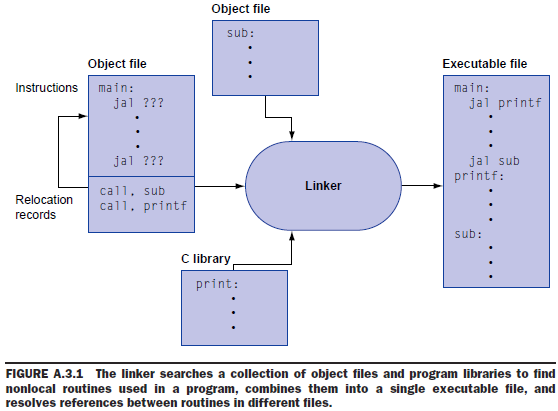 Object file
sub:
Object file
Instructions
main:
jal ???
jal ???
Relocation
records
call, sub
call, printf
Linker
C library
print:
Executable file
main:
jal printf
jal sub
printf:
sub:
FIGURE A.3.1 The linker searches a collection of object files and program libraries to find
nonlocal routines used in a program, combines them into a single executable file, and
resolves references between routines in different files.